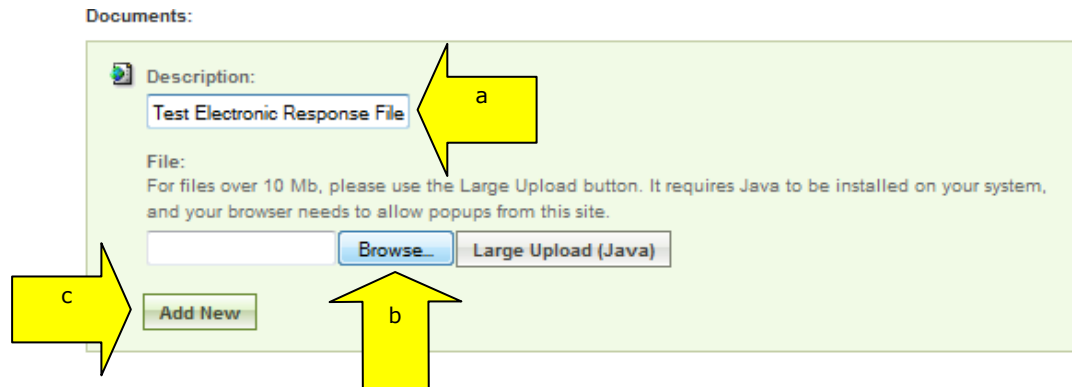 Documents:
Description:
a
Test Electronic Response File
File:
For files over 10 Mb, please use the Large Upload button. It requires Java to be installed on your system,
and your browser needs to allow popups from this site.
Browse... Large Upload (Java)
c
Add New
b